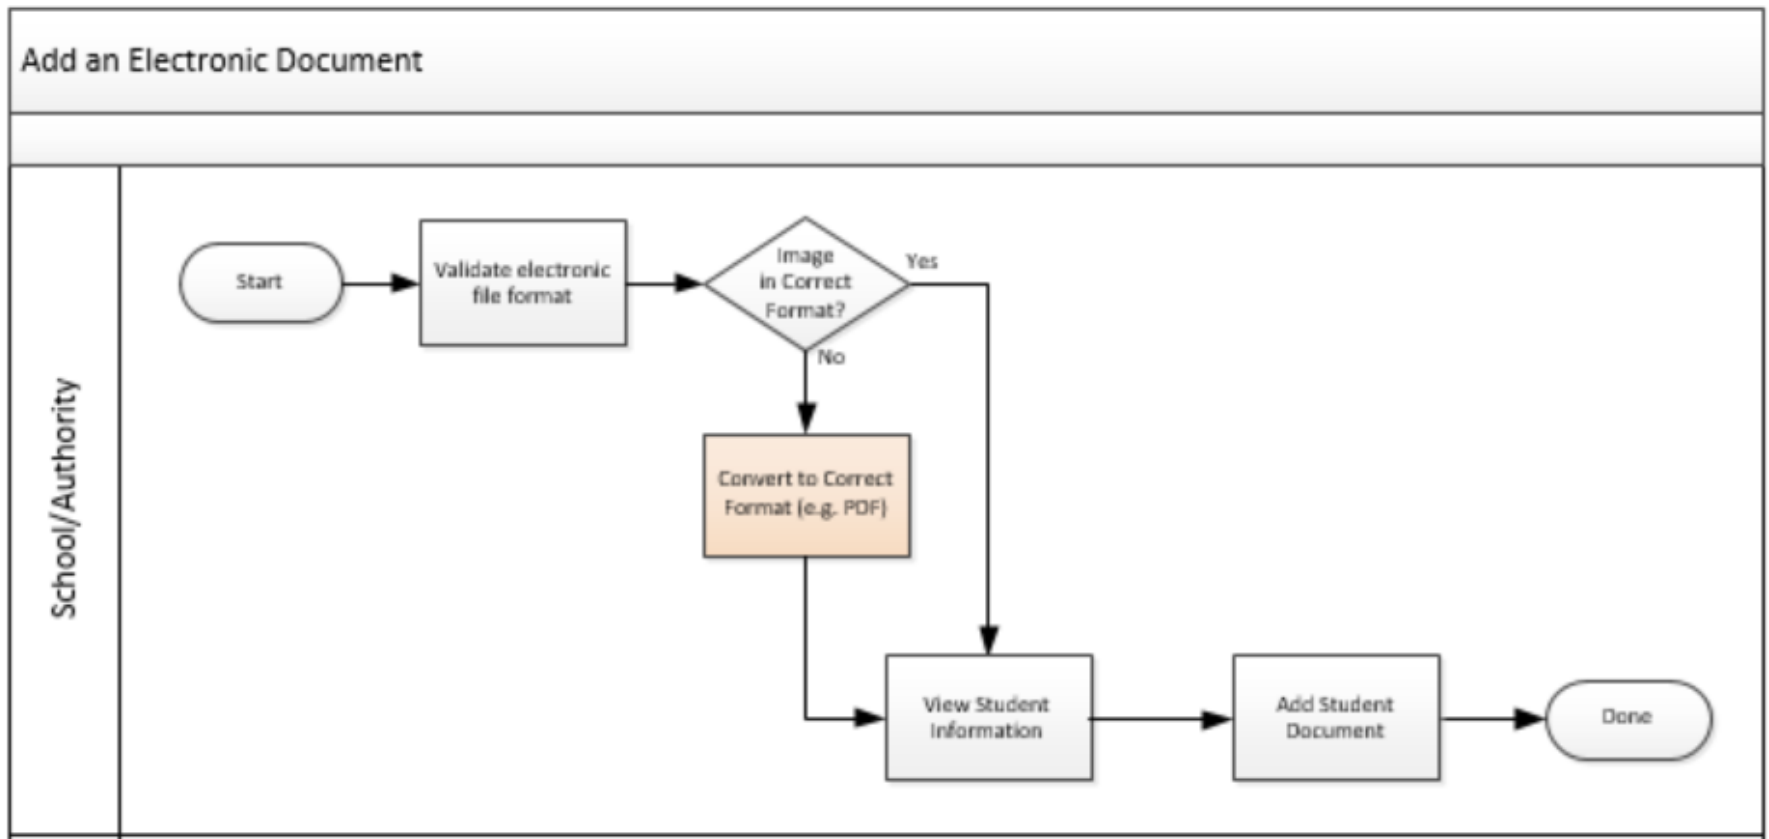 Add an Electronic Document
School/Authority
Start
Validate electronic
file format
Image
in Correct
Format?
Yes
No
Convert to Correct
Format (e.g. PDF)
View Student
Information
Add Student
Document
Done